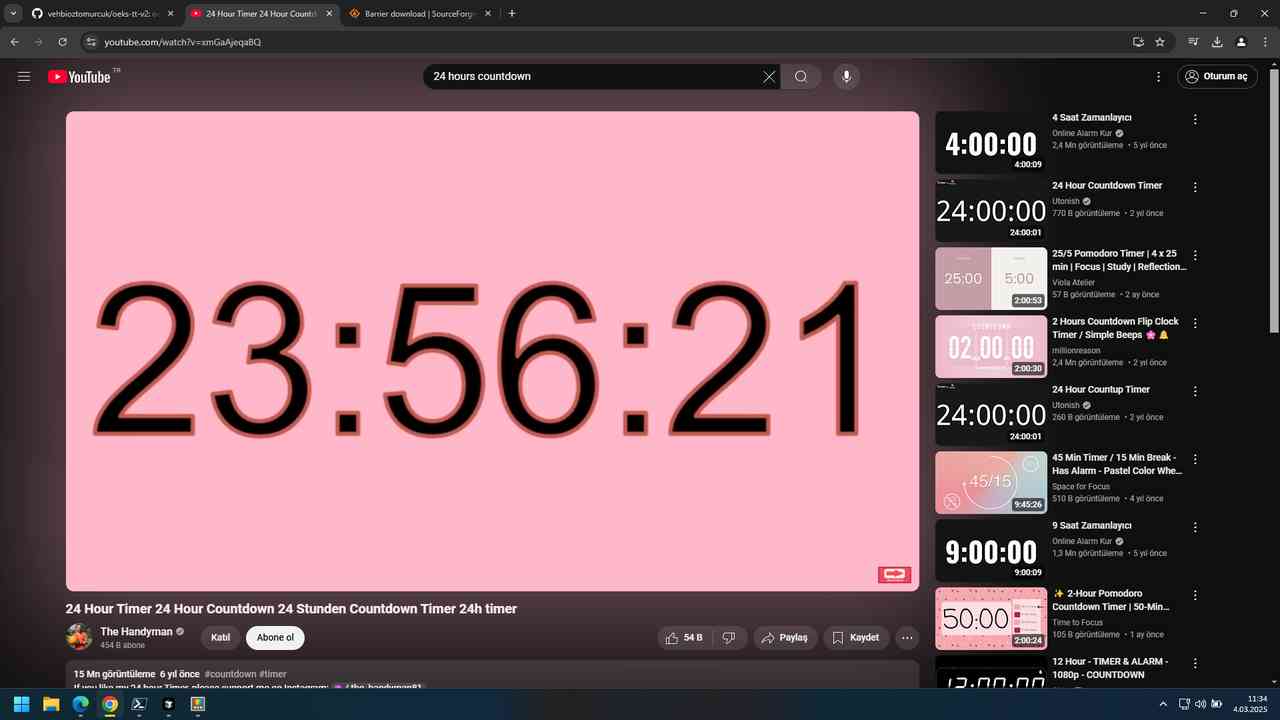 vehbioztomurcuk/oeks-tt-v2: o
24 Hour Timer 24 Hour Countd
Barrier download | SourceForg
youtube.com/watch?v=xmGaAjeqaBQ
YouTube TR
24 hours countdown
Oturum aç
23:56:21
24 Hour Timer 24 Hour Countdown 24 Stunden Countdown Timer 24h timer
The Handyman
454 B abone
Katıl
Abone ol
54 B
Paylaş
Kaydet
15 Mn görüntüleme 6 yıl önce #countdown #timer
If you like my 24 hour Timer, please support me on Instagram: / the_handyman81
4:00:00
4:00:09
4 Saat Zamanlayıcı
Online Alarm Kur
2,4 Mn görüntüleme • 5 yıl önce
24:00:00
24:00:01
24 Hour Countdown Timer
Utonish
770 B görüntüleme • 2 yıl önce
25:00
5:00
2:00:53
25/5 Pomodoro Timer | 4 x 25
min | Focus | Study | Reflection...
Viola Atelier
57 B görüntüleme • 2 ay önce
COUNTDOWN
02 00 00
2:00:30
2 Hours Countdown Flip Clock
Timer / Simple Beeps 🌸 🔔
millionreason
2,4 Mn görüntüleme • 2 yıl önce
24:00:00
24:00:01
24 Hour Countup Timer
Utonish
260 B görüntüleme • 2 yıl önce
45/15
9:45:26
45 Min Timer / 15 Min Break -
Has Alarm - Pastel Color Whe...
Space for Focus
510 B görüntüleme • 4 yıl önce
9:00:00
9:00:09
9 Saat Zamanlayıcı
Online Alarm Kur
1,3 Mn görüntüleme • 5 yıl önce
50:00
2:00:24
✨ 2-Hour Pomodoro
Countdown Timer | 50-Min...
Time to Focus
105 B görüntüleme • 1 ay önce
12:00:00
12 Hour - TIMER & ALARM -
1080p - COUNTDOWN
11:34
4.03.2025